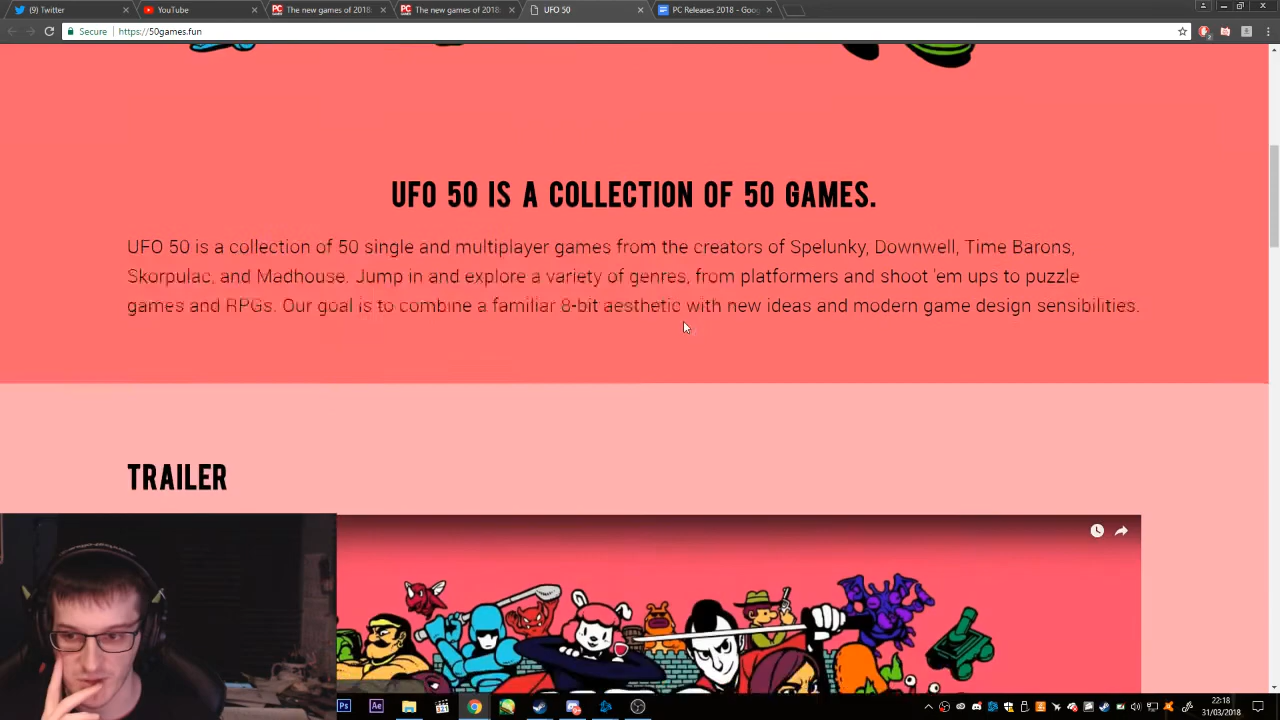 (9) Twitter
YouTube
The new games of 2018:
The new games of 2018:
UFO 50
PC Releases 2018 - Goog
Secure
https://50games.fun
UFO 50 IS A COLLECTION OF 50 GAMES.
UFO 50 is a collection of 50 single and multiplayer games from the creators of Spelunky, Downwell, Time Barons,
Skorpulac, and Madhouse. Jump in and explore a variety of genres, from platformers and shoot 'em ups to puzzle
games and RPGs. Our goal is to combine a familiar 8-bit aesthetic with new ideas and modern game design sensibilities.
TRAILER
Ps
Ae
22:18
31/03/2018